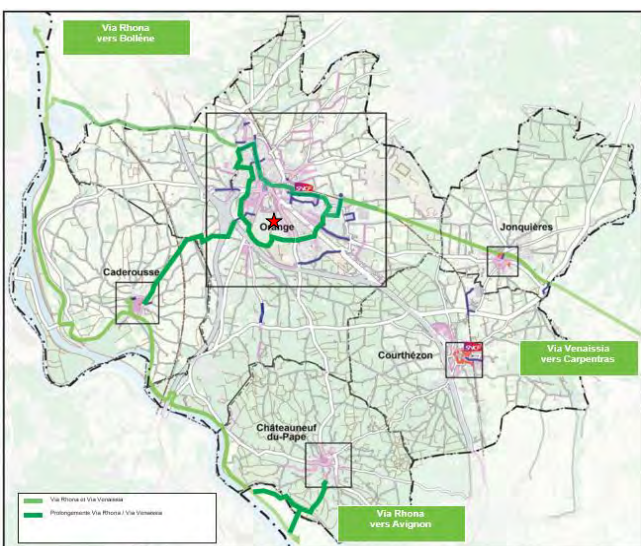 Via Rhona
vers Bollène
SNCF
Orange
Jonquières
Caderousse
SNCF
Courthézon
Via Venaissia
vers Carpentras
Châteauneuf
du-Pape
Via Rhona et Via Venaissia
Prolongements Via Rhona / Via Venaissia
Via Rhona
vers Avignon